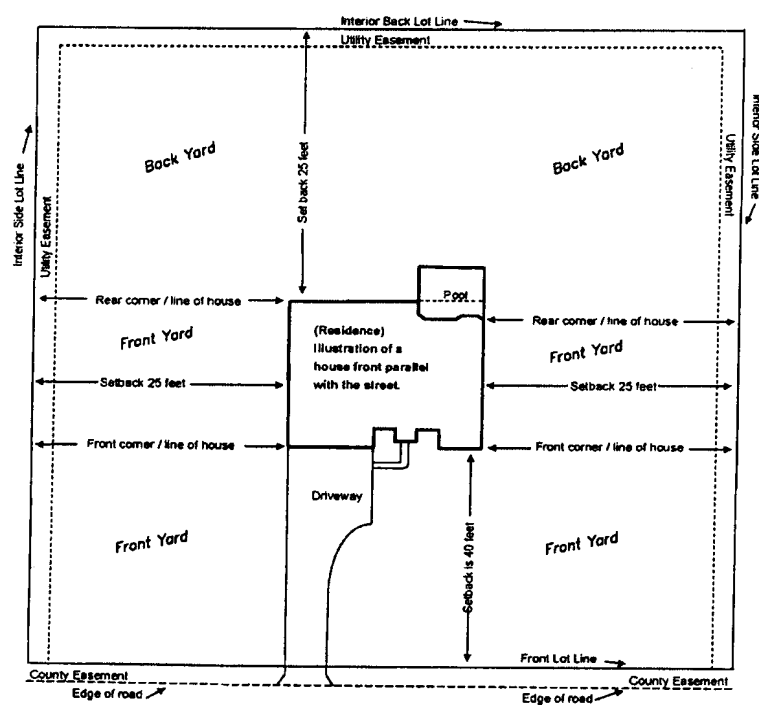 Interior Back Lot Line
Utility Easement
Interior Side Lot Line
Utility Easement
Back Yard
Set back 25 feet
Back Yard
Utility Easement
Interior Side Lot Line
Pool
Rear corner / line of house
Rear corner / line of house
Front Yard
(Residence)
Illustration of a
house front parallel
with the street.
Front Yard
Setback 25 feet
Setback 25 feet
Front corner / line of house
Front corner / line of house
Driveway
Front Yard
Setback is 40 feet
Front Yard
Front Lot Line
County Easement
County Easement
Edge of road
Edge of road